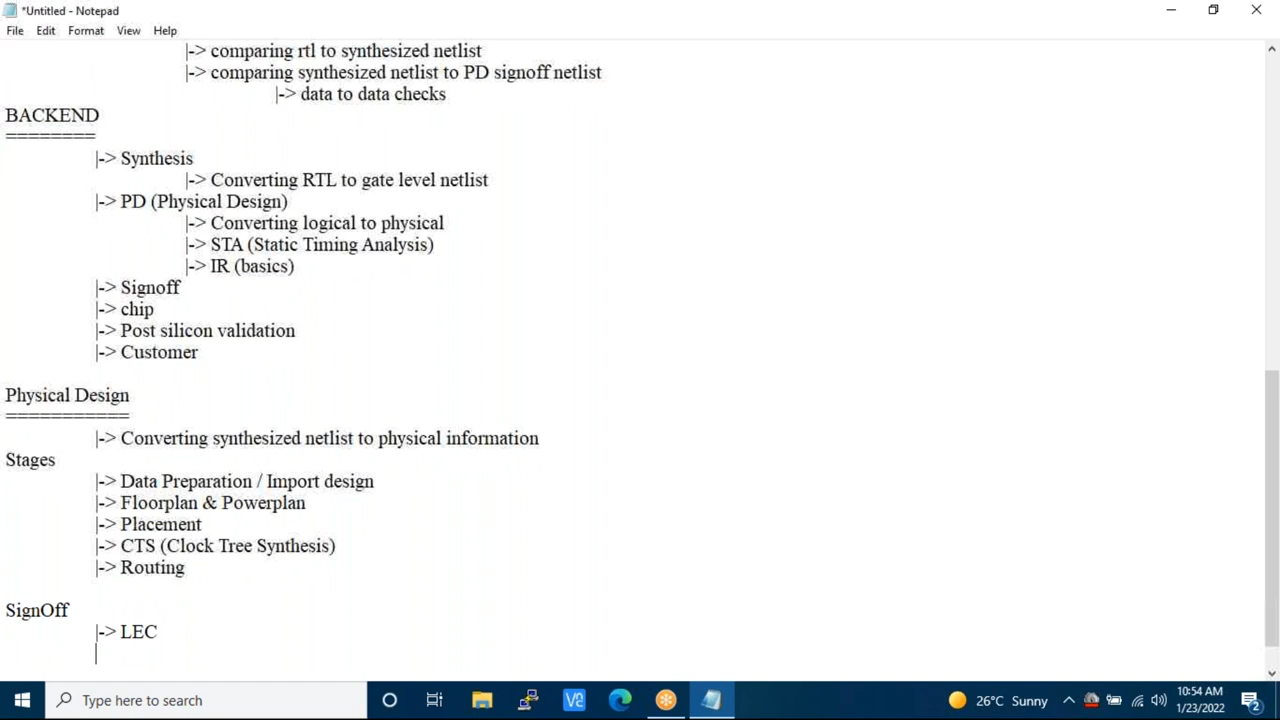 *Untitled - Notepad
File Edit Format View Help
|-> comparing rtl to synthesized netlist
|-> comparing synthesized netlist to PD signoff netlist
|-> data to data checks
BACKEND
========
|-> Synthesis
|-> Converting RTL to gate level netlist
|-> PD (Physical Design)
|-> Converting logical to physical
|-> STA (Static Timing Analysis)
|-> IR (basics)
|-> Signoff
|-> chip
|-> Post silicon validation
|-> Customer
Physical Design
===========
|-> Converting synthesized netlist to physical information
Stages
|-> Data Preparation / Import design
|-> Floorplan & Powerplan
|-> Placement
|-> CTS (Clock Tree Synthesis)
|-> Routing
SignOff
|-> LEC
Type here to search
26°C Sunny
10:54 AM
1/23/2022
2